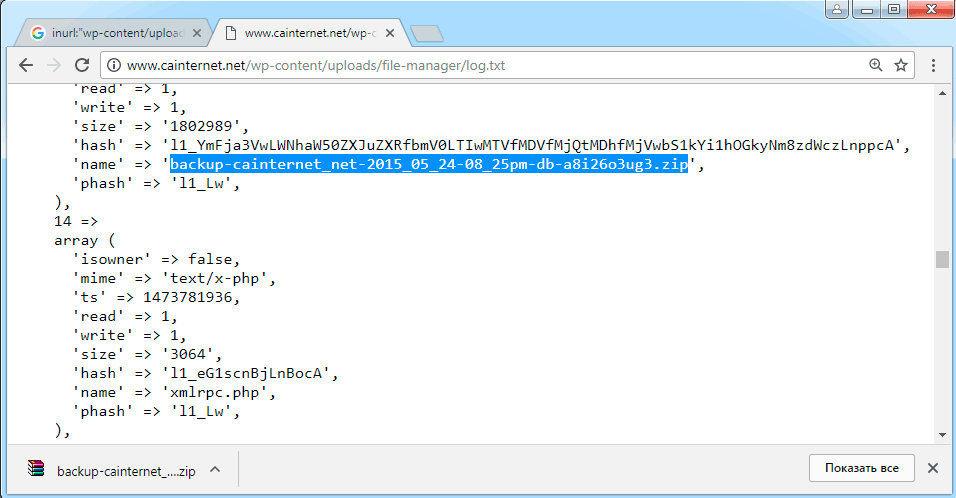 inurl:"wp-content/upload
www.cainternet.net/wp-c
www.cainternet.net/wp-content/uploads/file-manager/log.txt
'read' => 1,
'write' => 1,
'size' => '1802989',
'hash' => 'l1_YmFja3VwLWNhaW50ZXJuZXRfbmV0LTIwMTVfMDVfMjQtMDhfMjVwbS1kYi1hOGkyNm8zdWczLnppcA',
'name' => 'backup-cainternet_net-2015_05_24-08_25pm-db-a8i26o3ug3.zip',
'phash' => 'l1_Lw',
),
14 =>
array (
'isowner' => false,
'mime' => 'text/x-php',
'ts' => 1473781936,
'read' => 1,
'write' => 1,
'size' => '3064',
'hash' => 'l1_eG1scnBjLnBocA',
'name' => 'xmlrpc.php',
'phash' => 'l1_Lw',
),
backup-cainternet_....zip
Показать все